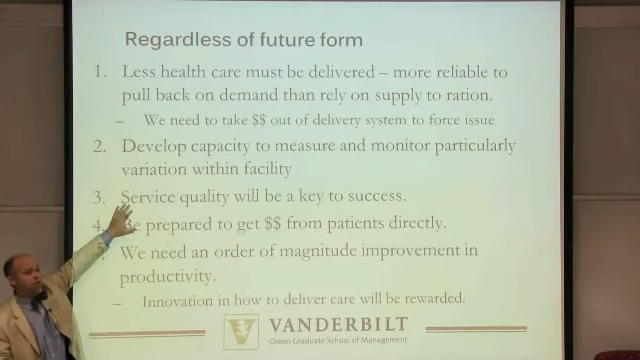 Regardless of future form
1. Less health care must be delivered – more reliable to
pull back on demand than rely on supply to ration.
– We need to take $$ out of delivery system to force issue
2. Develop capacity to measure and monitor particularly
variation within facility
3. Service quality will be a key to success.
4. Be prepared to get $$ from patients directly.
We need an order of magnitude improvement in
productivity.
– Innovation in how to deliver care will be rewarded.
V
VANDERBILT
Owen Graduate School of Management